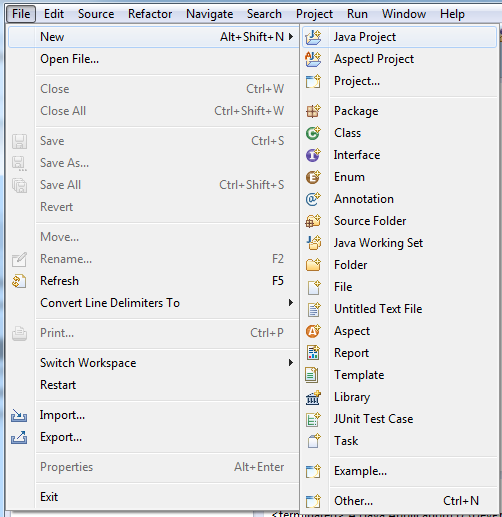 File Edit Source Refactor Navigate Search Project Run Window Help
New Alt+Shift+N
Open File...
Close Ctrl+W
Close All Ctrl+Shift+W
Save Ctrl+S
Save As...
Save All Ctrl+Shift+S
Revert
Move...
Rename... F2
Refresh F5
Convert Line Delimiters To
Print... Ctrl+P
Switch Workspace
Restart
Import...
Export...
Properties Alt+Enter
Exit
Java Project
AspectJ Project
Project...
Package
Class
Interface
Enum
Annotation
Source Folder
Java Working Set
Folder
File
Untitled Text File
Aspect
Report
Template
Library
JUnit Test Case
Task
Example...
Other... Ctrl+N